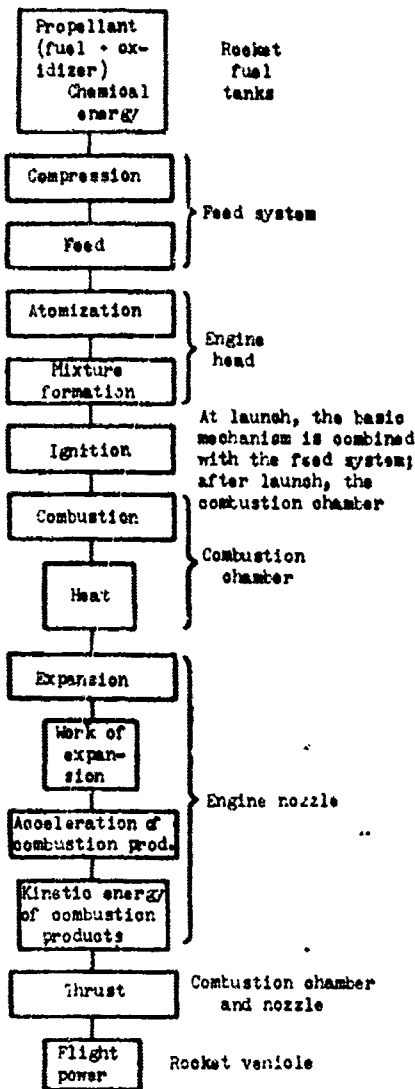 Propellant
(fuel + ox-
idizer)
Chemical
energy
Rocket
fuel
tanks
Compression
Feed
Feed system
Atomization
Mixture
formation
Engine
head
Ignition
At launch, the basic
mechanism is combined
with the feed system;
after launch, the
combustion chamber
Combustion
Heat
Combustion
chamber
Expansion
Work of
expan-
sion
Acceleration of
combustion prod.
Kinetic energy
of combustion
products
Engine nozzle
Thrust
Combustion chamber
and nozzle
Flight
power
Rocket vehicle